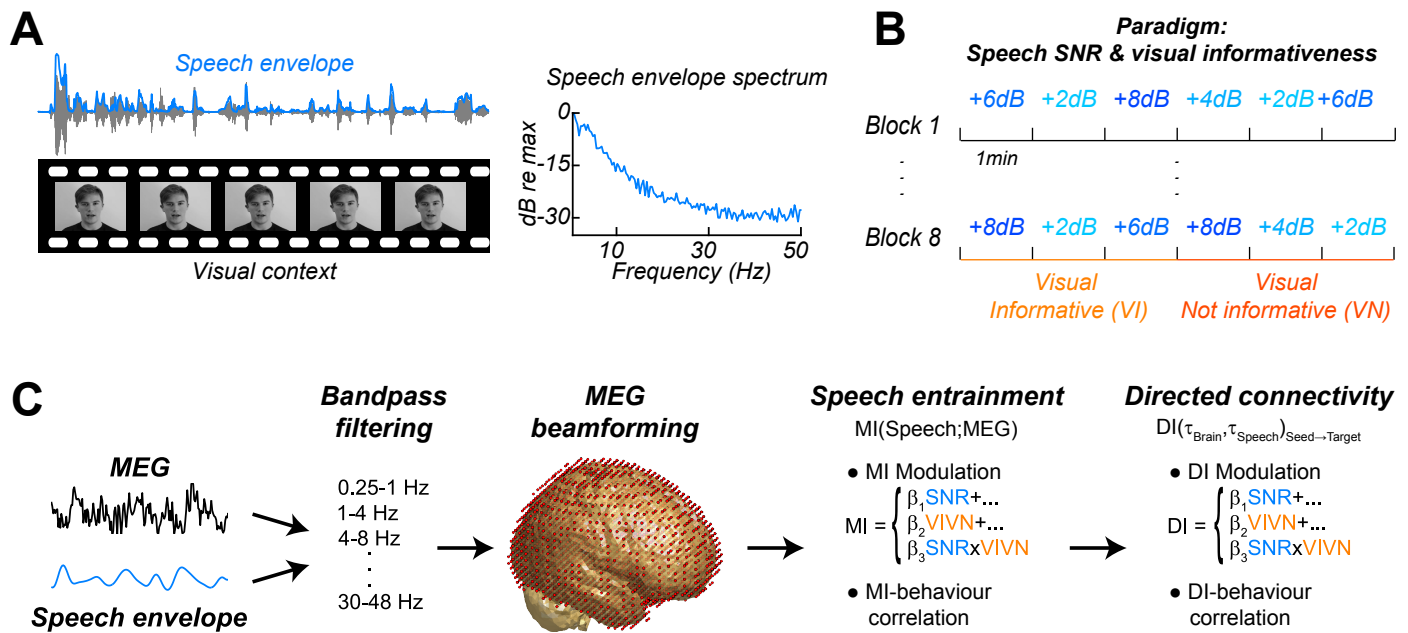 A
Speech envelope
Visual context
Speech envelope spectrum
0
-15
-30
dB re max
10
30
50
Frequency (Hz)
B
Paradigm:
Speech SNR & visual informativeness
+6dB +2dB +8dB +4dB +2dB +6dB
Block 1
1min
Block 8
+8dB +2dB +6dB +8dB +4dB +2dB
Visual
Informative (VI)
Visual
Not informative (VN)
C
MEG
Speech envelope
Bandpass
filtering
0.25-1 Hz
1-4 Hz
4-8 Hz
30-48 Hz
MEG
beamforming
Speech entrainment
MI(Speech;MEG)
● MI Modulation
MI = {
β₁SNR+...
β₂VIVN+...
β₃SNRxVIVN
● MI-behaviour
correlation
Directed connectivity
DI(τBrain,τSpeech)Seed→Target
● DI Modulation
DI = {
β₁SNR+...
β₂VIVN+...
β₃SNRxVIVN
● DI-behaviour
correlation